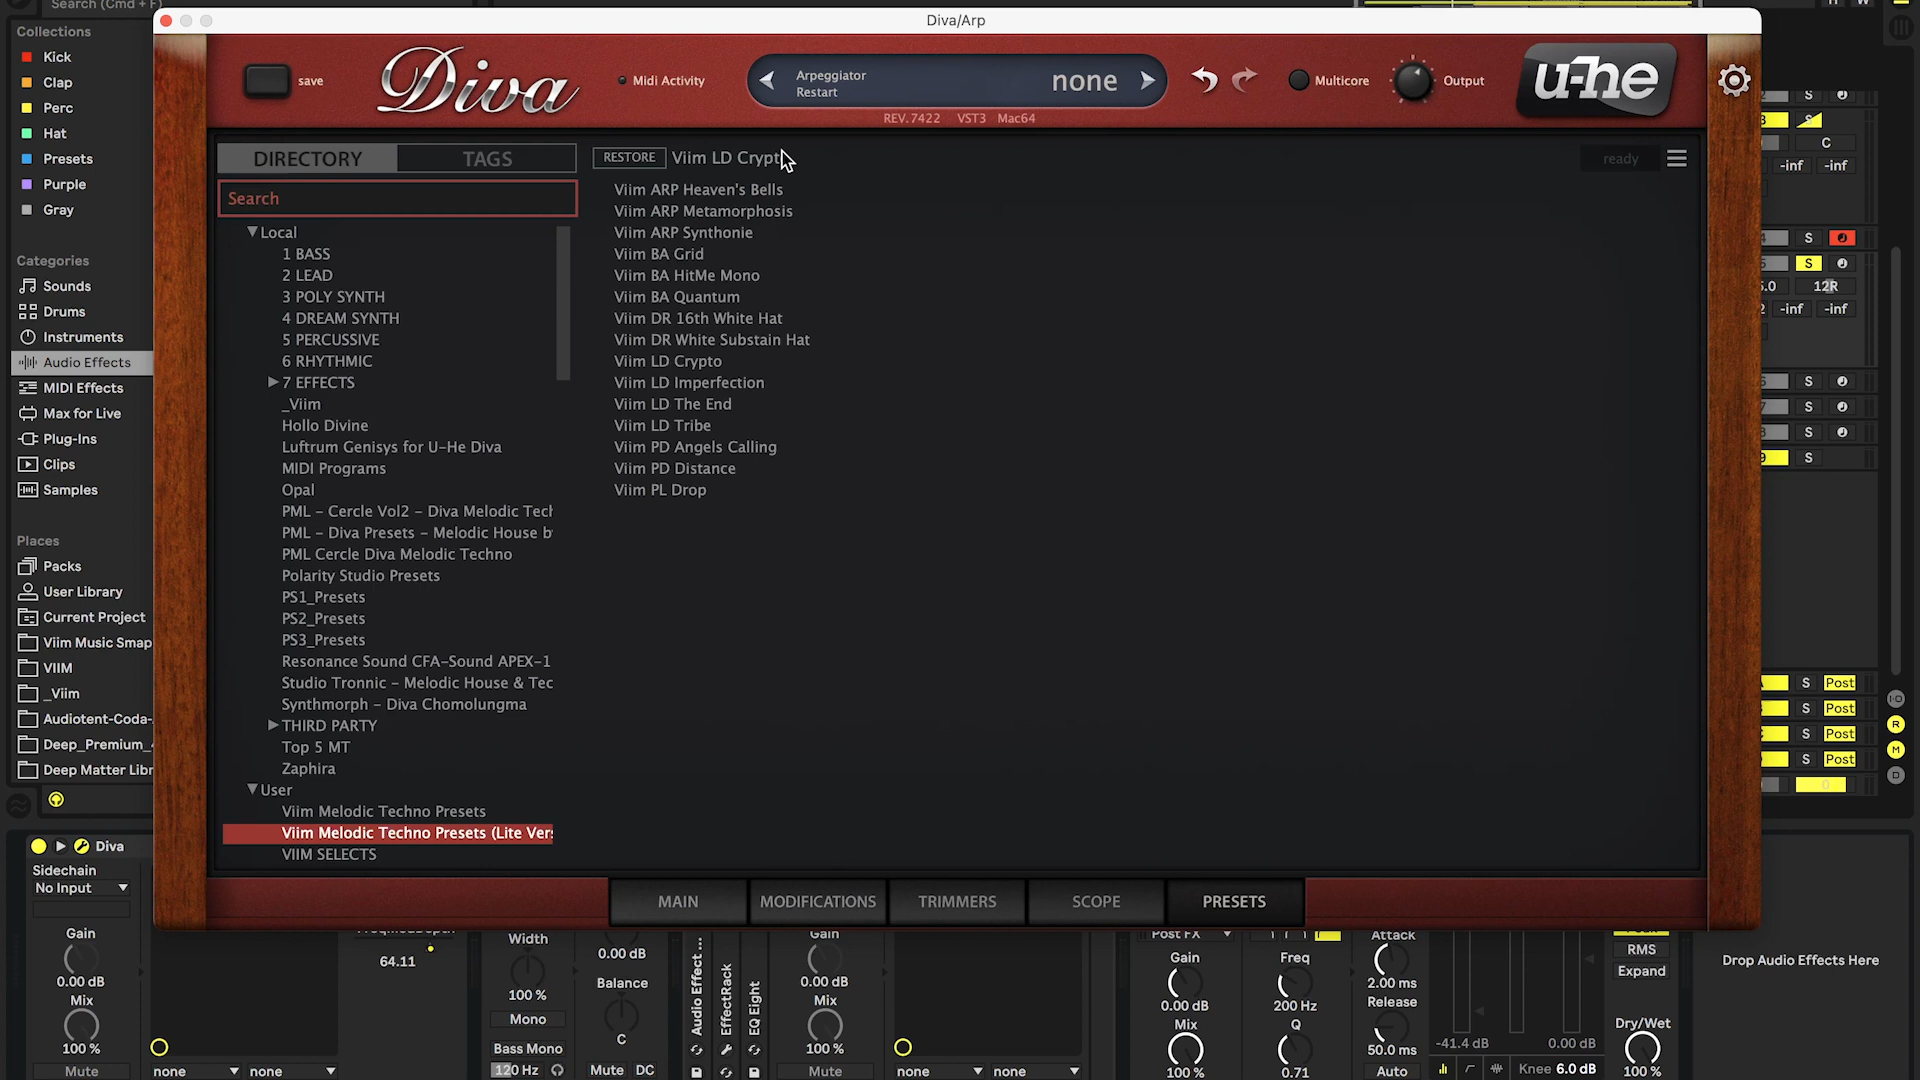 Search (Cmd + F)
Diva/Arp
Collections
Kick
Clap
Perc
Hat
Presets
Purple
Gray
Categories
Sounds
Drums
Instruments
Audio Effects
MIDI Effects
Max for Live
Plug-Ins
Clips
Samples
Places
Packs
User Library
Current Project
Viim Music Smap
VIIM
_Viim
Audiotent-Coda-
Deep_Premium_
Deep Matter Libr
save
Diva
Midi Activity
Arpeggiator
Restart
none
REV.7422 VST3 Mac64
Multicore
Output
u-he
DIRECTORY
TAGS
RESTORE
Viim LD Crypt
ready
Search
Local
1 BASS
2 LEAD
3 POLY SYNTH
4 DREAM SYNTH
5 PERCUSSIVE
6 RHYTHMIC
7 EFFECTS
_Viim
Hollo Divine
Luftrum Genisys for U-He Diva
MIDI Programs
Opal
PML - Cercle Vol2 - Diva Melodic Tech
PML - Diva Presets - Melodic House b
PML Cercle Diva Melodic Techno
Polarity Studio Presets
PS1_Presets
PS2_Presets
PS3_Presets
Resonance Sound CFA-Sound APEX-1
Studio Tronnic - Melodic House & Tec
Synthmorph - Diva Chomolungma
THIRD PARTY
Top 5 MT
Zaphira
User
Viim Melodic Techno Presets
Viim Melodic Techno Presets (Lite Vers
VIIM SELECTS
Viim ARP Heaven's Bells
Viim ARP Metamorphosis
Viim ARP Synthonie
Viim BA Grid
Viim BA HitMe Mono
Viim BA Quantum
Viim DR 16th White Hat
Viim DR White Substain Hat
Viim LD Crypto
Viim LD Imperfection
Viim LD The End
Viim LD Tribe
Viim PD Angels Calling
Viim PD Distance
Viim PL Drop
MAIN
MODIFICATIONS
TRIMMERS
SCOPE
PRESETS
S
S
C
-inf -inf
S
S
12R
-inf -inf
S
S
S
S
S Post
S Post
S Post
S Post
0
R
M
D
Diva
Sidechain
No Input
Gain
0.00 dB
Mix
100 %
Mute
none
none
64.11
Width
100 %
Mono
Bass Mono
120 Hz
0.00 dB
Balance
C
Mute DC
Audio Effect ...
EffectRack
EQ Eight
Gain
0.00 dB
Mix
100 %
Mute
none
none
Post FX
Gain
0.00 dB
Mix
100 %
Freq
200 Hz
Q
0.71
Attack
2.00 ms
Release
50.0 ms
Auto
-41.4 dB
0.00 dB
Knee 6.0 dB
RMS
Expand
Dry/Wet
100 %
Drop Audio Effects Here